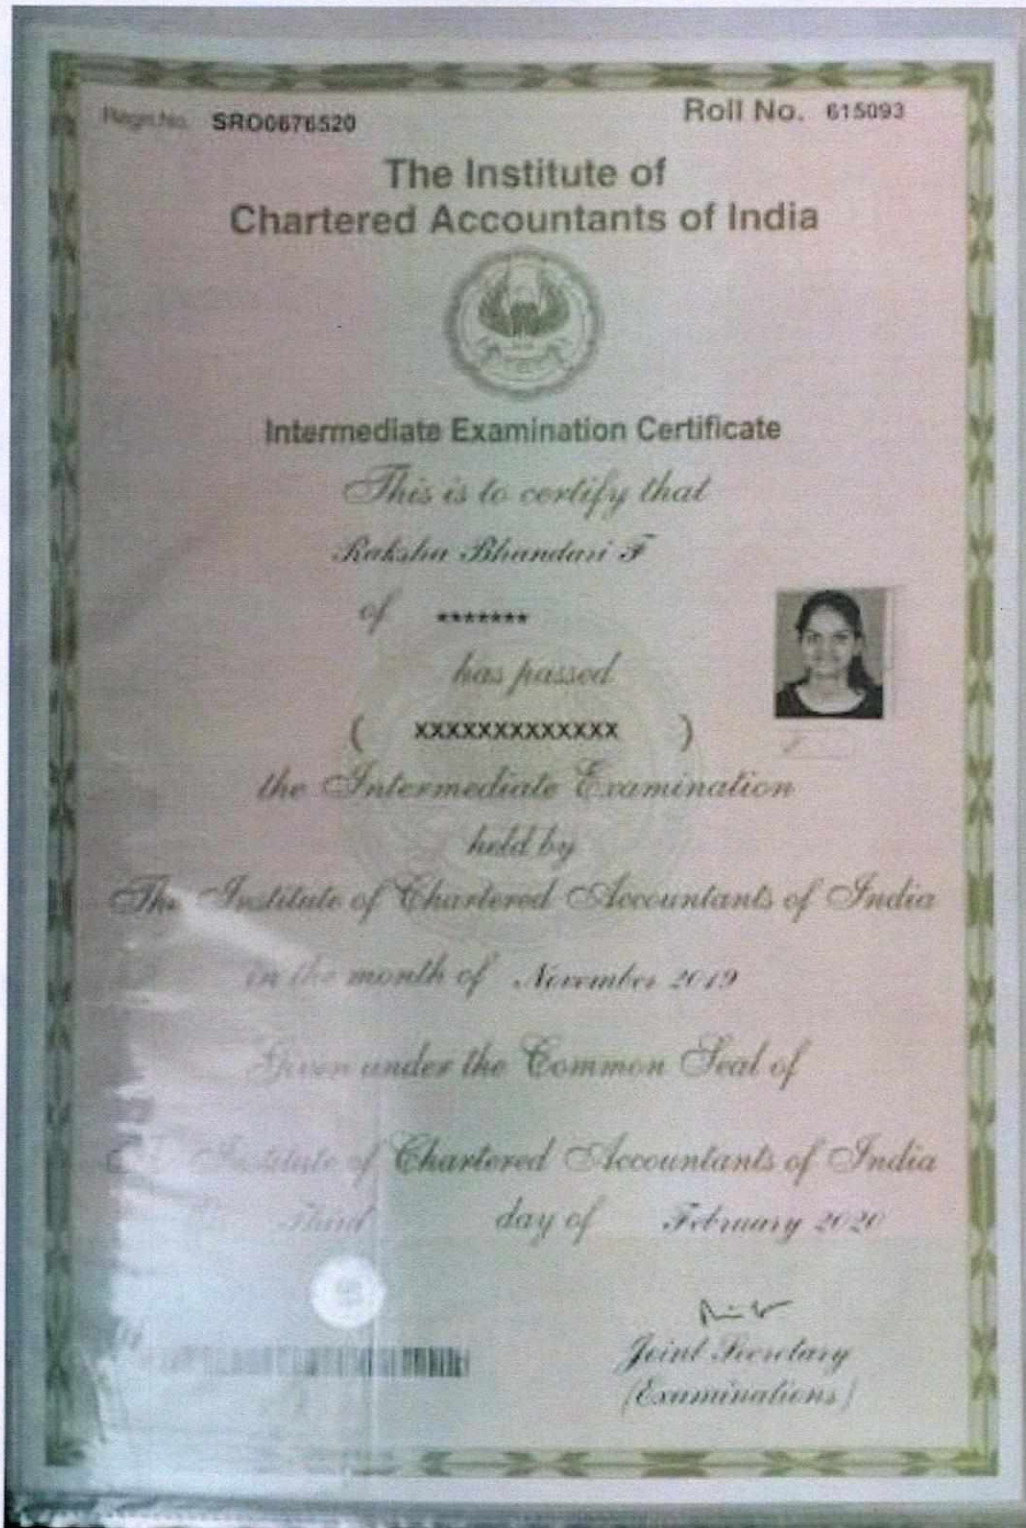 Regn.No. SRO0676520
Roll No. 615093
The Institute of
Chartered Accountants of India
Intermediate Examination Certificate
This is to certify that
Raksha Bhandari F
of *******
has passed
( XXXXXXXXXXXXX )
the Intermediate Examination
held by
The Institute of Chartered Accountants of India
in the month of November 2019
Given under the Common Seal of
Institute of Chartered Accountants of India
Third day of February 2020
Joint Secretary
(Examinations)